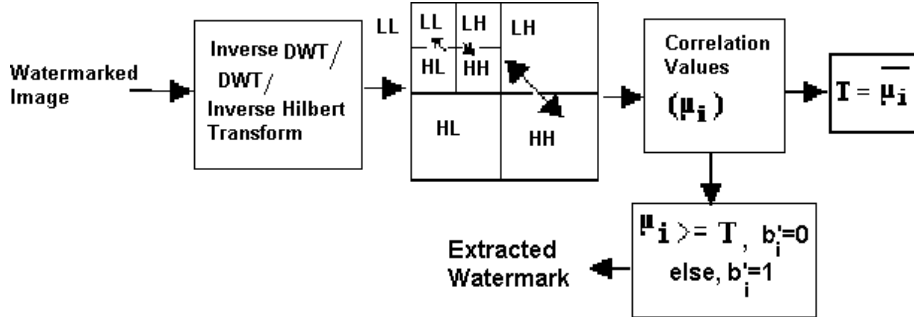 Watermarked
Image
Inverse DWT/
DWT/
Inverse Hilbert
Transform
LL
LL LH
HL HH
LH
HL
HH
Correlation
Values
(μi)
T = μ̅i̅
μi >= T, b'i=0
else, b'i=1
Extracted
Watermark